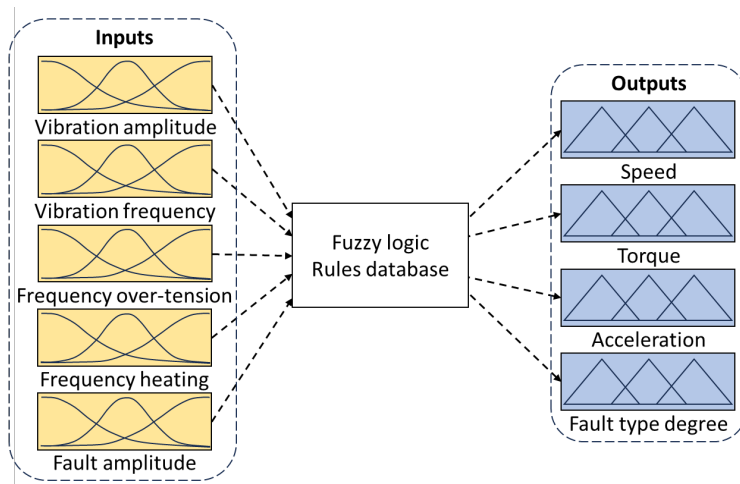 Inputs
Vibration amplitude
Vibration frequency
Frequency over-tension
Frequency heating
Fault amplitude
Fuzzy logic
Rules database
Outputs
Speed
Torque
Acceleration
Fault type degree